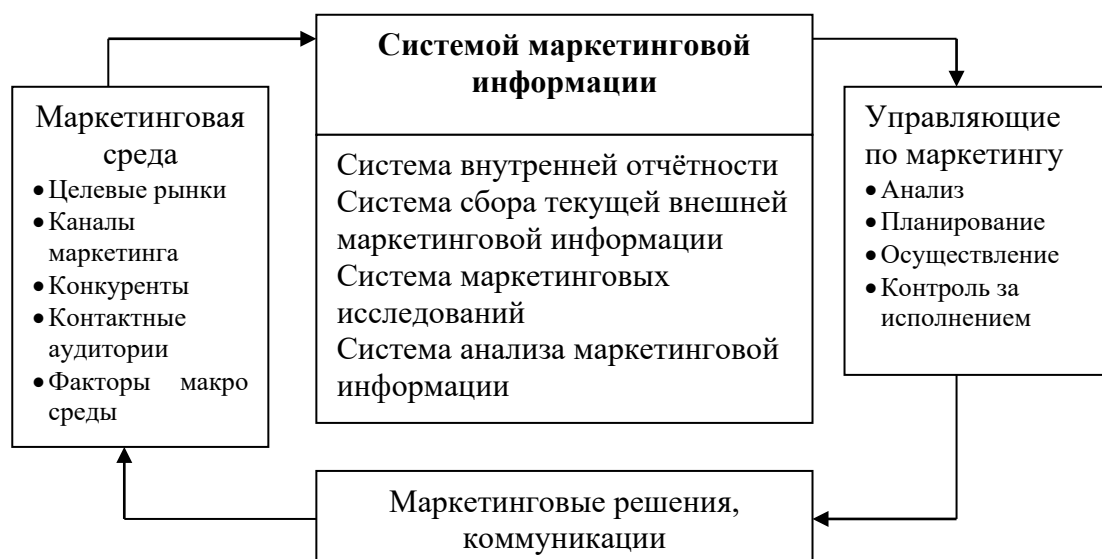 Системой маркетинговой
информации
Маркетинговая
среда
• Целевые рынки
• Каналы
маркетинга
• Конкуренты
• Контактные
аудитории
• Факторы макро
среды
Система внутренней отчётности
Система сбора текущей внешней
маркетинговой информации
Система маркетинговых
исследований
Система анализа маркетинговой
информации
Управляющие
по маркетингу
• Анализ
• Планирование
• Осуществление
• Контроль за
исполнением
Маркетинговые решения,
коммуникации